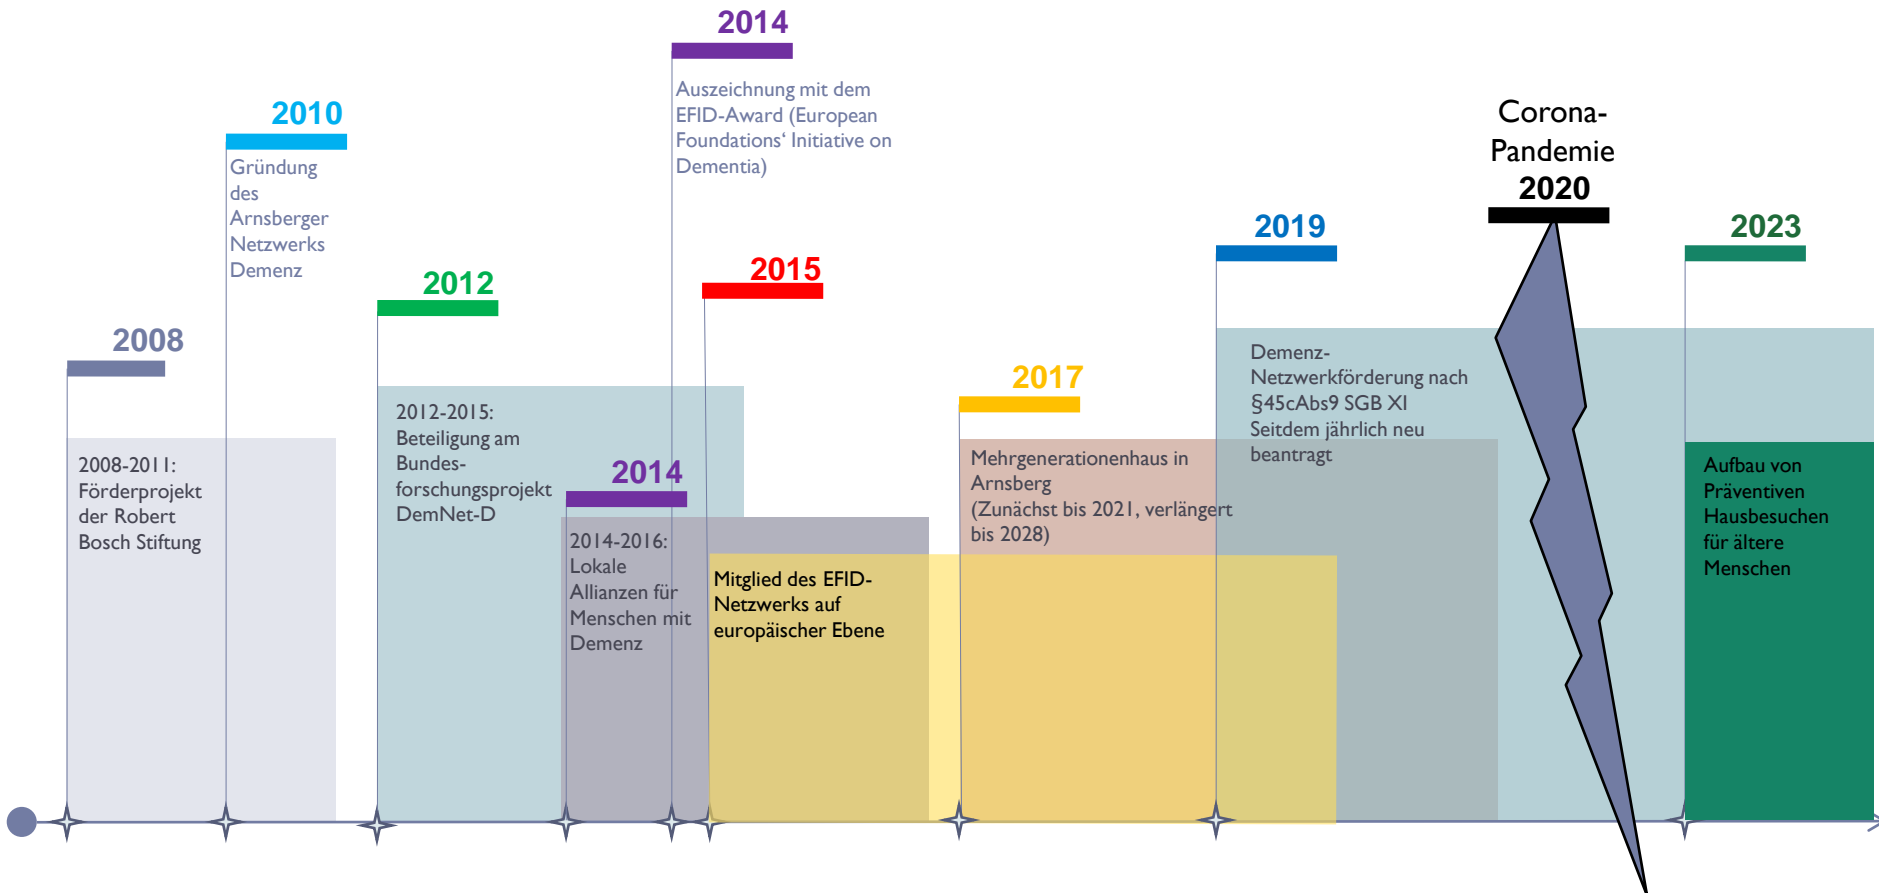 2008
2008-2011:
Förderprojekt
der Robert
Bosch Stiftung
2010
Gründung
des
Arnsberger
Netzwerks
Demenz
2012
2012-2015:
Beteiligung am
Bundes-
forschungsprojekt
DemNet-D
2014
2014-2016:
Lokale
Allianzen für
Menschen mit
Demenz
2014
Auszeichnung mit dem
EFID-Award (European
Foundations‘ Initiative on
Dementia)
2015
Mitglied des EFID-
Netzwerks auf
europäischer Ebene
2017
Mehrgenerationenhaus in
Arnsberg
(Zunächst bis 2021, verlängert
bis 2028)
2019
Demenz-
Netzwerkförderung nach
§45cAbs9 SGB XI
Seitdem jährlich neu
beantragt
Corona-
Pandemie
2020
2023
Aufbau von
Präventiven
Hausbesuchen
für ältere
Menschen